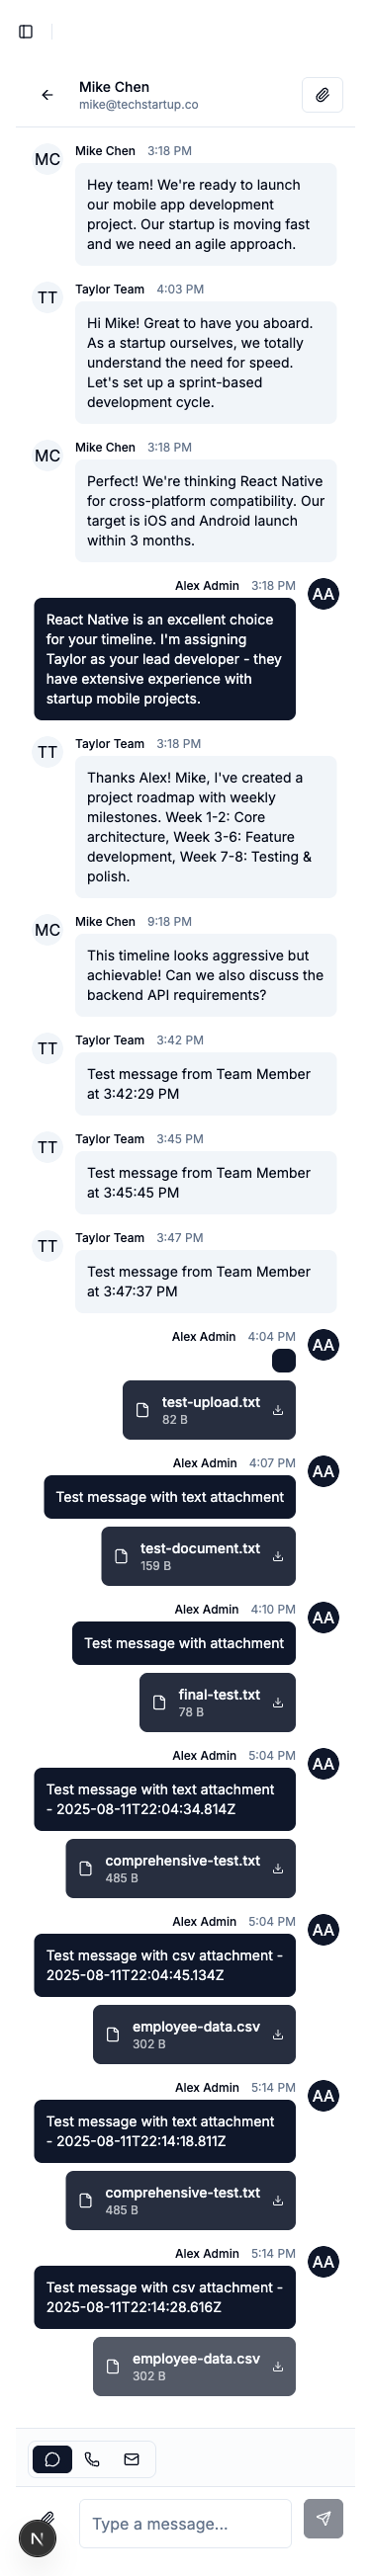 Mike Chen
mike@techstartup.co
MC
Mike Chen 3:18 PM
Hey team! We're ready to launch
our mobile app development
project. Our startup is moving fast
and we need an agile approach.
TT
Taylor Team 4:03 PM
Hi Mike! Great to have you aboard.
As a startup ourselves, we totally
understand the need for speed.
Let's set up a sprint-based
development cycle.
MC
Mike Chen 3:18 PM
Perfect! We're thinking React Native
for cross-platform compatibility. Our
target is iOS and Android launch
within 3 months.
Alex Admin 3:18 PM
AA
React Native is an excellent choice
for your timeline. I'm assigning
Taylor as your lead developer - they
have extensive experience with
startup mobile projects.
TT
Taylor Team 3:18 PM
Thanks Alex! Mike, I've created a
project roadmap with weekly
milestones. Week 1-2: Core
architecture, Week 3-6: Feature
development, Week 7-8: Testing &
polish.
MC
Mike Chen 9:18 PM
This timeline looks aggressive but
achievable! Can we also discuss the
backend API requirements?
TT
Taylor Team 3:42 PM
Test message from Team Member
at 3:42:29 PM
TT
Taylor Team 3:45 PM
Test message from Team Member
at 3:45:45 PM
TT
Taylor Team 3:47 PM
Test message from Team Member
at 3:47:37 PM
Alex Admin 4:04 PM
AA
test-upload.txt
82 B
Alex Admin 4:07 PM
AA
Test message with text attachment
test-document.txt
159 B
Alex Admin 4:10 PM
AA
Test message with attachment
final-test.txt
78 B
Alex Admin 5:04 PM
AA
Test message with text attachment
- 2025-08-11T22:04:34.814Z
comprehensive-test.txt
485 B
Alex Admin 5:04 PM
AA
Test message with csv attachment -
2025-08-11T22:04:45.134Z
employee-data.csv
302 B
Alex Admin 5:14 PM
AA
Test message with text attachment
- 2025-08-11T22:14:18.811Z
comprehensive-test.txt
485 B
Alex Admin 5:14 PM
AA
Test message with csv attachment -
2025-08-11T22:14:28.616Z
employee-data.csv
302 B
N
Type a message...